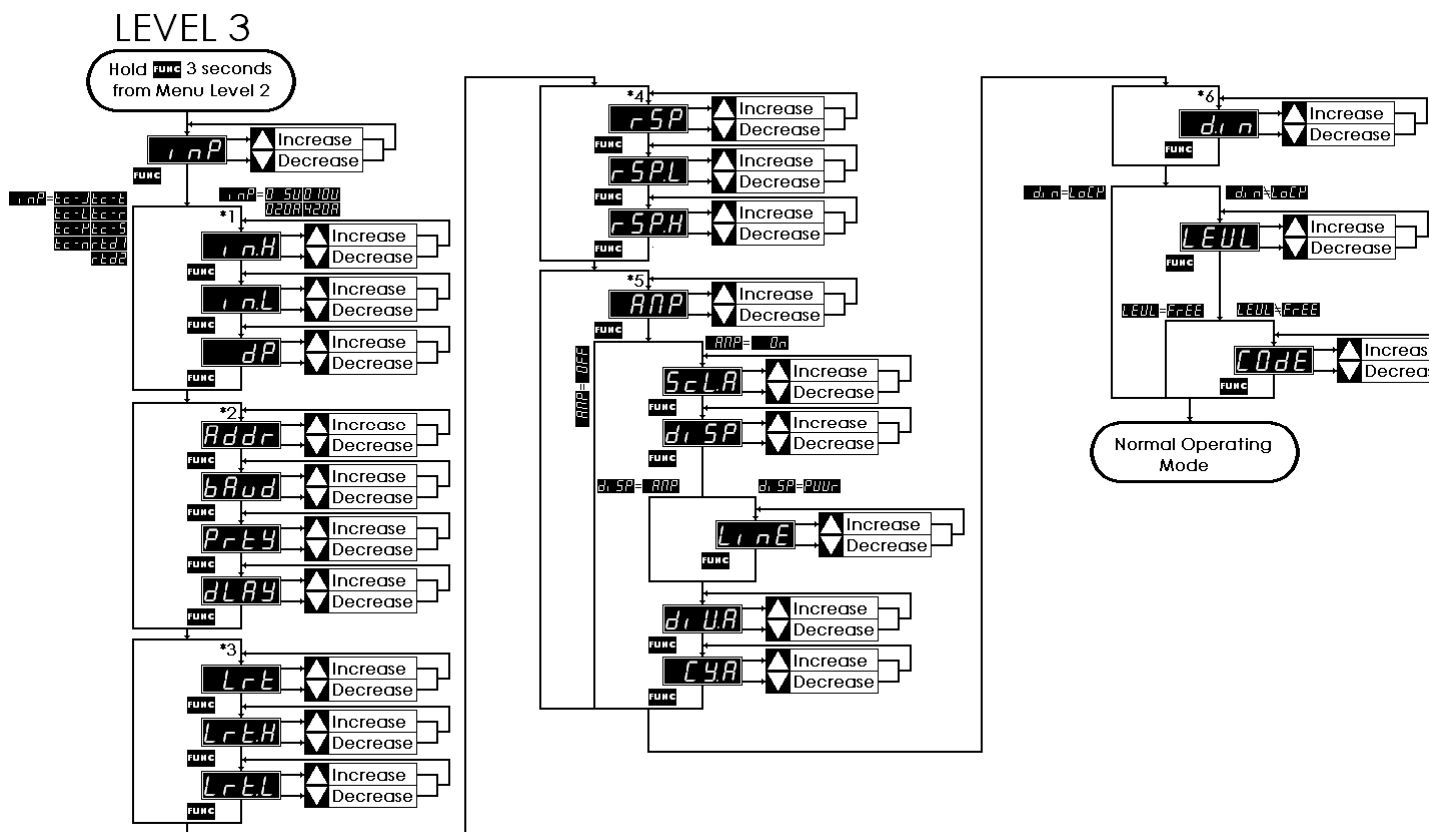 LEVEL 3
Hold FUNC 3 seconds
from Menu Level 2
inP
Increase
Decrease
FUNC
inP=tc-J tc-t
tc-L tc-r
tc-K tc-S
tc-n rtd1
rtd2
inP=0_5U 010U
020A 420A
*1
in.H
Increase
Decrease
FUNC
in.L
Increase
Decrease
FUNC
dP
Increase
Decrease
FUNC
*2
Addr
Increase
Decrease
FUNC
bAud
Increase
Decrease
FUNC
PrtY
Increase
Decrease
FUNC
dLAY
Increase
Decrease
FUNC
*3
Lrt
Increase
Decrease
FUNC
Lrt.H
Increase
Decrease
FUNC
Lrt.L
Increase
Decrease
FUNC
*4
rSP
Increase
Decrease
FUNC
rSP.L
Increase
Decrease
FUNC
rSP.H
Increase
Decrease
FUNC
*5
AMP
Increase
Decrease
FUNC
AMP= OFF
AMP= On
ScL.A
Increase
Decrease
FUNC
diSP
Increase
Decrease
FUNC
diSP= AMP
diSP=PUUr
LinE
Increase
Decrease
FUNC
diU.A
Increase
Decrease
FUNC
CY.A
Increase
Decrease
FUNC
*6
d.in
Increase
Decrease
FUNC
din=LoCK
din≠LoCK
LEUL
Increase
Decrease
FUNC
LEUL=FrEE
LEUL≠FrEE
COdE
Increas
Decreas
FUNC
Normal Operating
Mode